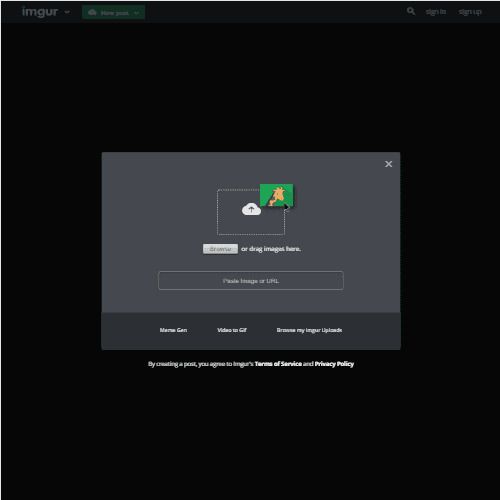 imgur New post sign in sign up
Browse or drag images here.
Paste image or URL
Meme Gen Video to Gif Browse my Imgur Uploads
By creating a post, you agree to Imgur's Terms of Service and Privacy Policy